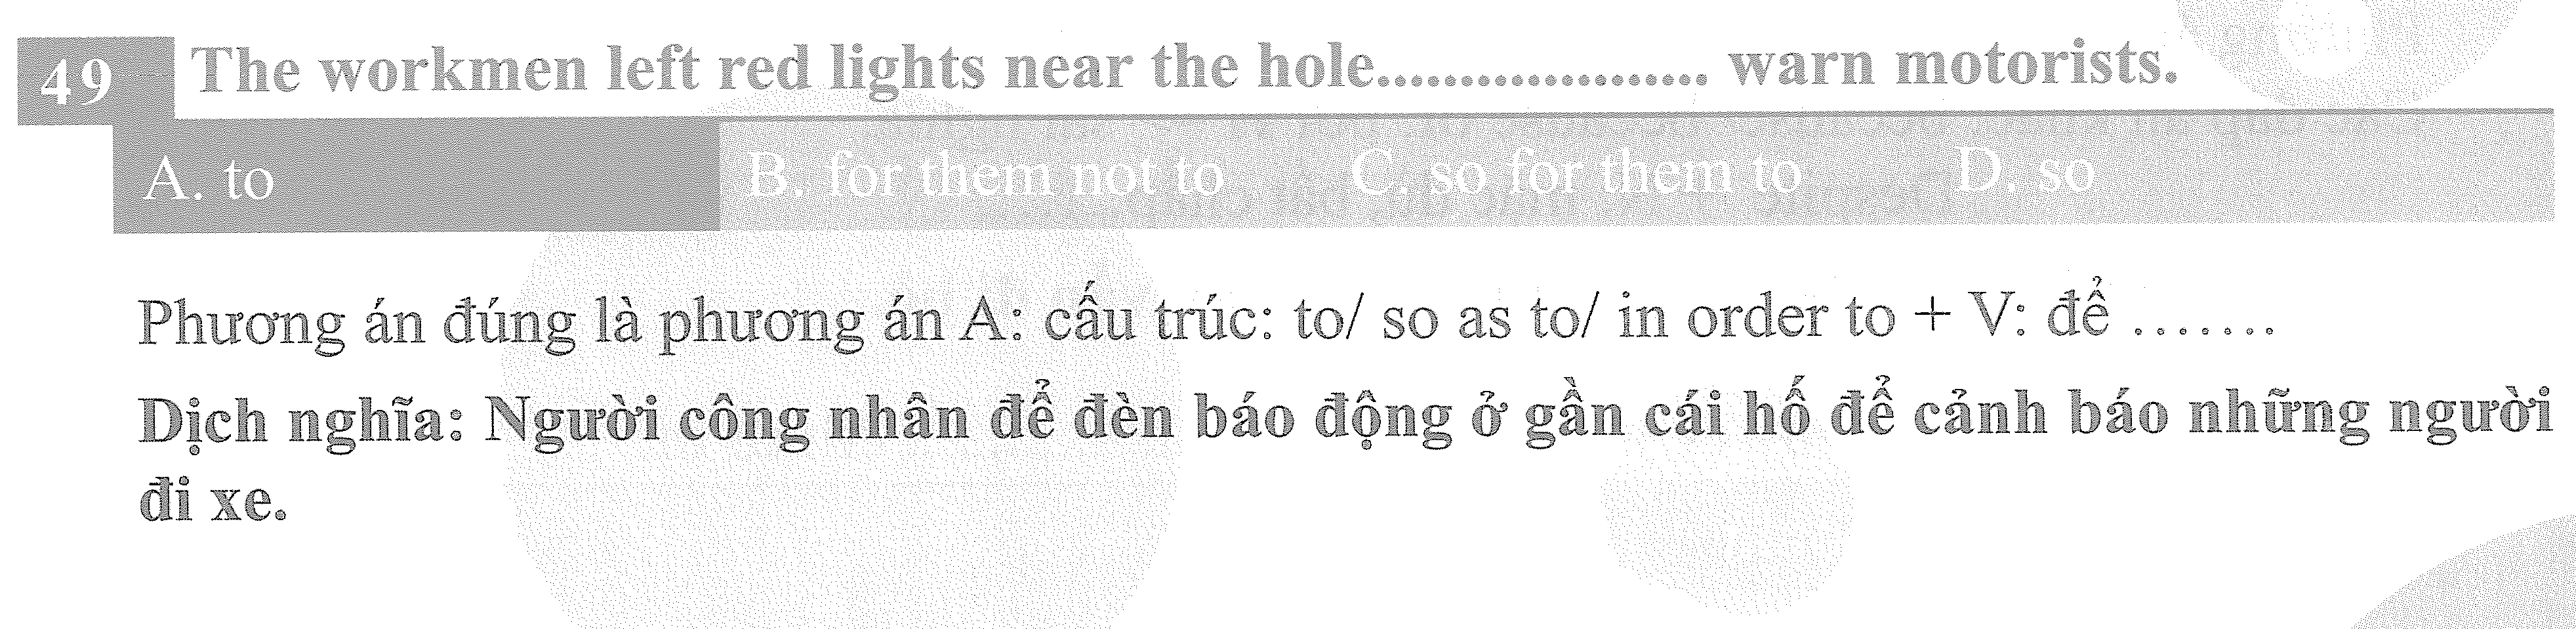 49 The workmen left red lights near the hole................... warn motorists.
A. to B. for them not to C. so for them to D. so
Phương án đúng là phương án A: cấu trúc: to/ so as to/ in order to + V: để .......
Dịch nghĩa: Người công nhân để đèn báo động ở gần cái hố để cảnh báo những người
đi xe.